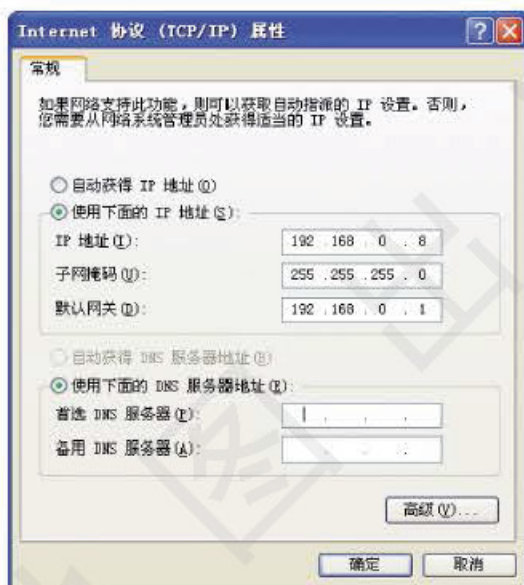 Internet 协议 (TCP/IP) 属性
常规
如果网络支持此功能，则可以获取自动指派的 IP 设置。否则，
您需要从网络系统管理员处获得适当的 IP 设置。
自动获得 IP 地址(O)
使用下面的 IP 地址(S):
IP 地址(I): 192 .168 . 0 . 8
子网掩码(U): 255 .255 .255 . 0
默认网关(D): 192 .168 . 0 . 1
自动获得 DNS 服务器地址(B)
使用下面的 DNS 服务器地址(E):
首选 DNS 服务器(P): . . .
备用 DNS 服务器(A): . . .
高级(V)...
确定 取消